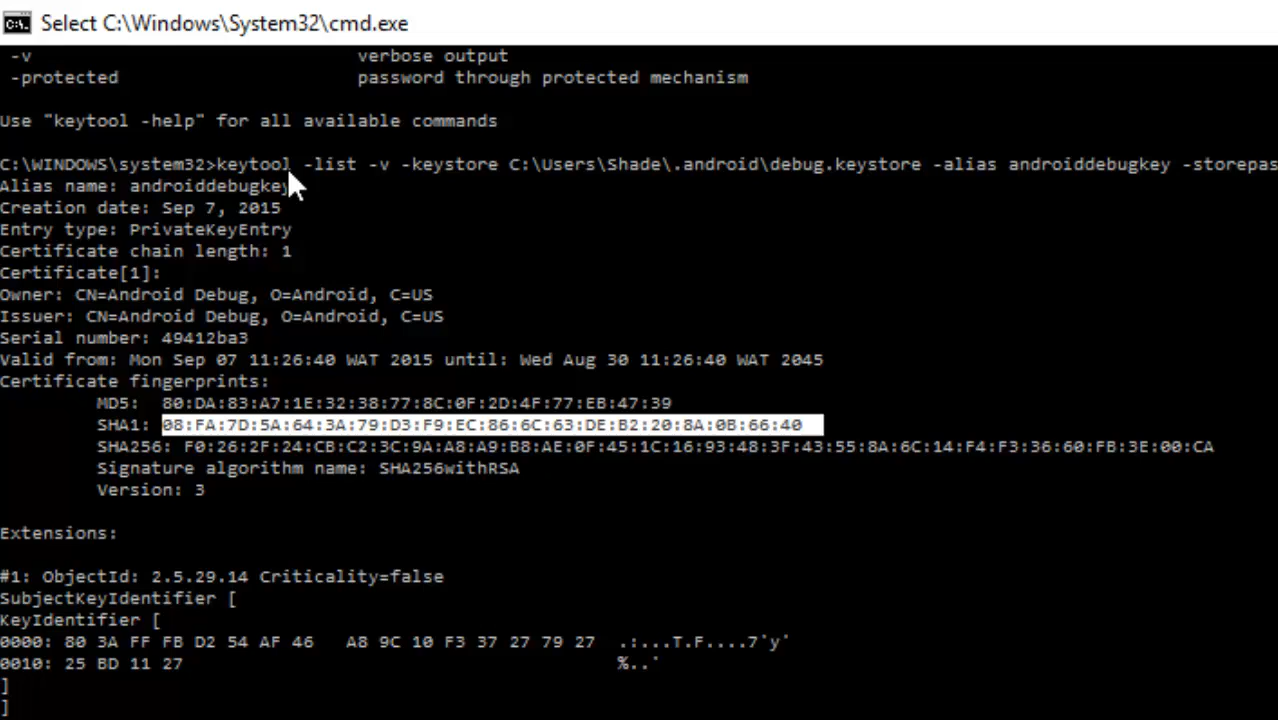 Select C:\Windows\System32\cmd.exe
-v verbose output
-protected password through protected mechanism
Use "keytool -help" for all available commands
C:\WINDOWS\system32>keytool -list -v -keystore C:\Users\Shade\.android\debug.keystore -alias androiddebugkey -storepas
Alias name: androiddebugkey
Creation date: Sep 7, 2015
Entry type: PrivateKeyEntry
Certificate chain length: 1
Certificate[1]:
Owner: CN=Android Debug, O=Android, C=US
Issuer: CN=Android Debug, O=Android, C=US
Serial number: 49412ba3
Valid from: Mon Sep 07 11:26:40 WAT 2015 until: Wed Aug 30 11:26:40 WAT 2045
Certificate fingerprints:
MD5: 80:DA:83:A7:1E:32:38:77:8C:0F:2D:4F:77:EB:47:39
SHA1: 08:FA:7D:5A:64:3A:79:D3:F9:EC:86:6C:63:DE:B2:20:8A:0B:66:40
SHA256: F0:26:2F:24:CB:C2:3C:9A:A8:A9:B8:AE:0F:45:1C:16:93:48:3F:43:55:8A:6C:14:F4:F3:36:60:FB:3E:00:CA
Signature algorithm name: SHA256withRSA
Version: 3
Extensions:
#1: ObjectId: 2.5.29.14 Criticality=false
SubjectKeyIdentifier [
KeyIdentifier [
0000: 80 3A FF FB D2 54 AF 46 A8 9C 10 F3 37 27 79 27 .:...T.F....7'y'
0010: 25 BD 11 27 %..'
]
]